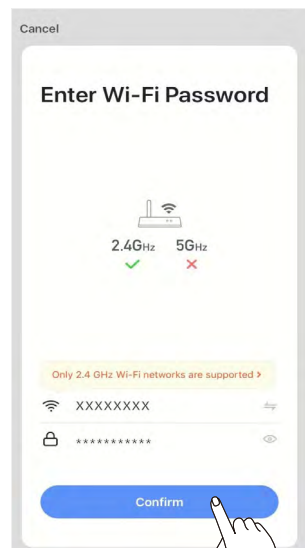 Cancel
Enter Wi-Fi Password
2.4GHz 5GHz
Only 2.4 GHz Wi-Fi networks are supported >
XXXXXXXX
***********
Confirm